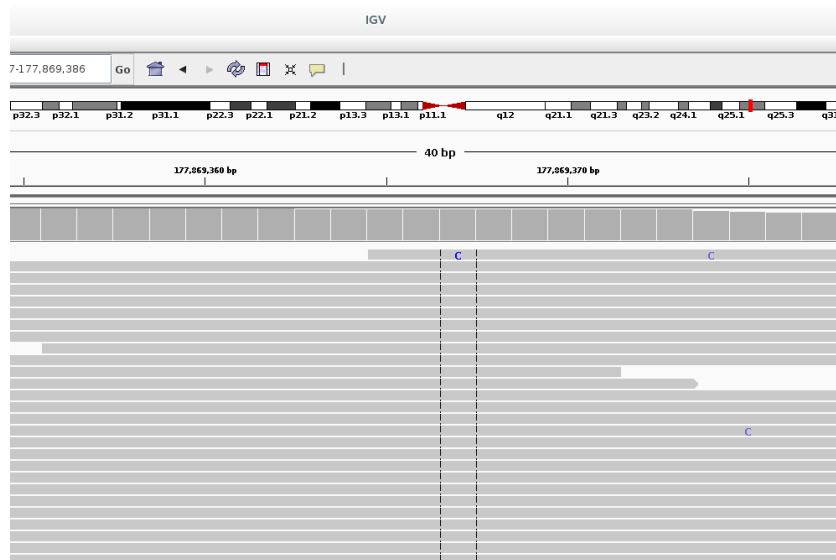 IGV
7-177,869,386 Go
p32.3 p32.1 p31.2 p31.1 p22.3 p22.1 p21.2 p13.3 p13.1 p11.1 q12 q21.1 q21.3 q23.2 q24.1 q25.1 q25.3 q31
40 bp
177,869,360 bp 177,869,370 bp
C C
C